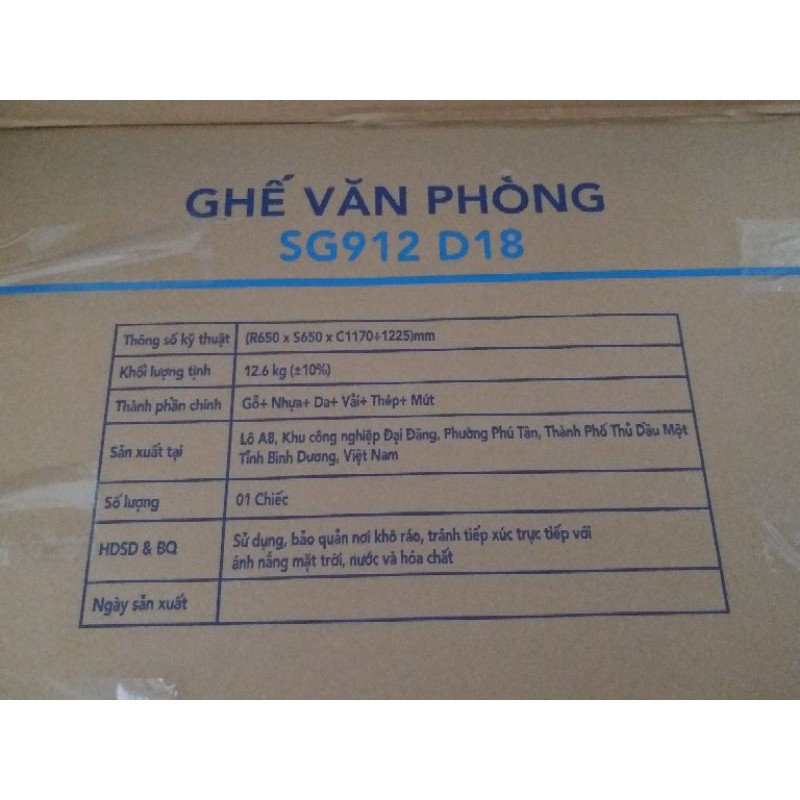 GHẾ VĂN PHÒNG
SG912 D18
Thông số kỹ thuật (R650 x S650 x C1170÷1225)mm
Khối lượng tịnh 12.6 kg (±10%)
Thành phần chính Gỗ+ Nhựa+ Da+ Vải+ Thép+ Mút
Sản xuất tại Lô A8, Khu công nghiệp Đại Đăng, Phường Phú Tân, Thành Phố Thủ Dầu Một
Tỉnh Bình Dương, Việt Nam
Số lượng 01 Chiếc
HDSD & BQ Sử dụng, bảo quản nơi khô ráo, tránh tiếp xúc trực tiếp với
ánh nắng mặt trời, nước và hóa chất
Ngày sản xuất